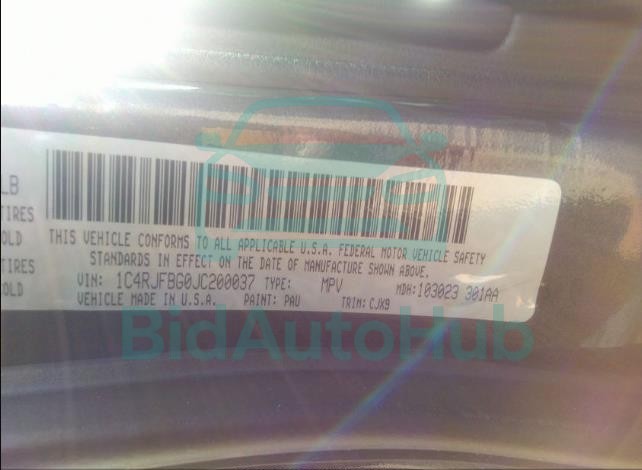 LB
TIRES
OLD
TIRES
OLD
THIS VEHICLE CONFORMS TO ALL APPLICABLE U.S.A. FEDERAL MOTOR VEHICLE SAFETY
STANDARDS IN EFFECT ON THE DATE OF MANUFACTURE SHOWN ABOVE.
VIN: 1C4RJFBG0JC200037 TYPE: MPV MDH: 103023 301AA
VEHICLE MADE IN U.S.A. PAINT: PAU TRIM: CJX9
BidAutoHub